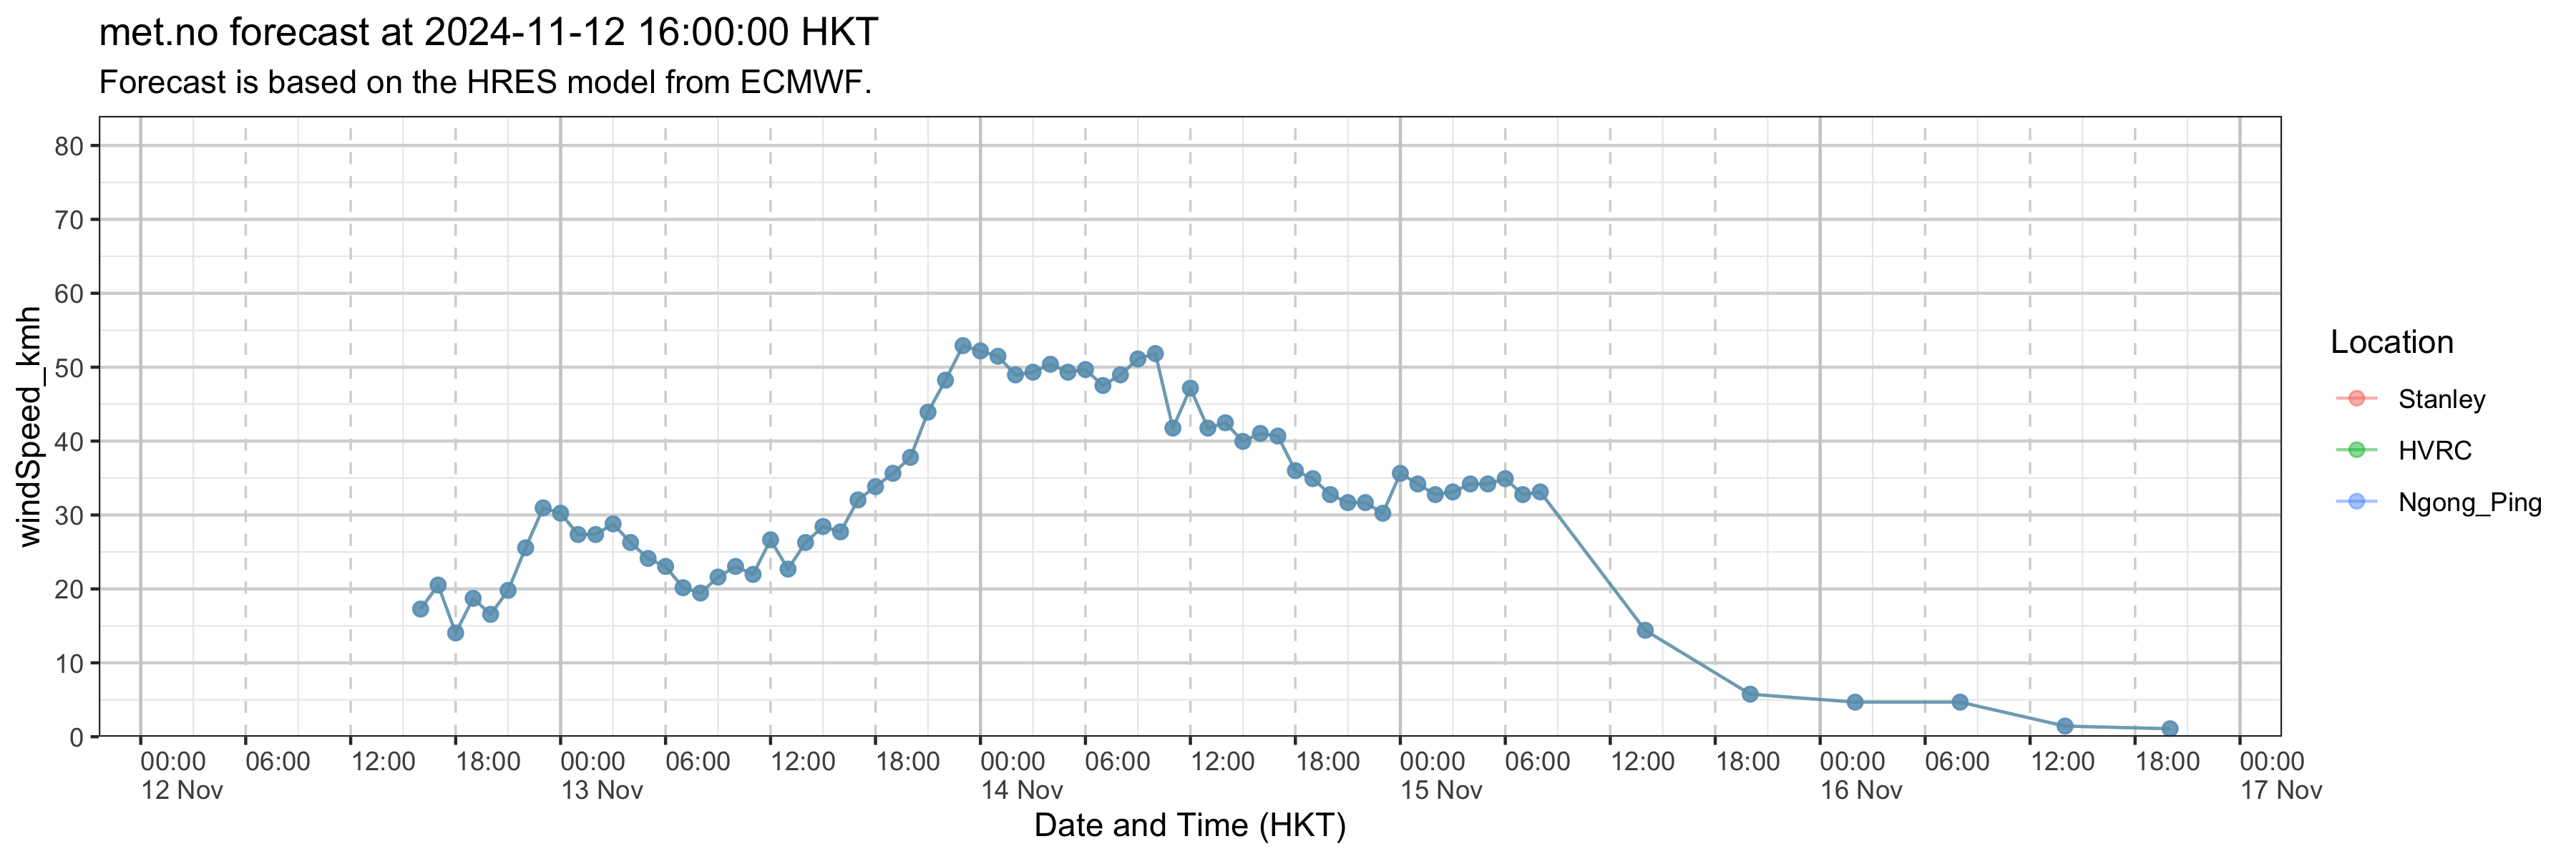 met.no forecast at 2024-11-12 16:00:00 HKT
Forecast is based on the HRES model from ECMWF.
windSpeed_kmh
80
70
60
50
40
30
20
10
0
00:00 06:00 12:00 18:00 00:00 06:00 12:00 18:00 00:00 06:00 12:00 18:00 00:00 06:00 12:00 18:00 00:00 06:00 12:00 18:00 00:00
12 Nov 13 Nov 14 Nov 15 Nov 16 Nov 17 Nov
Date and Time (HKT)
Location
Stanley
HVRC
Ngong_Ping